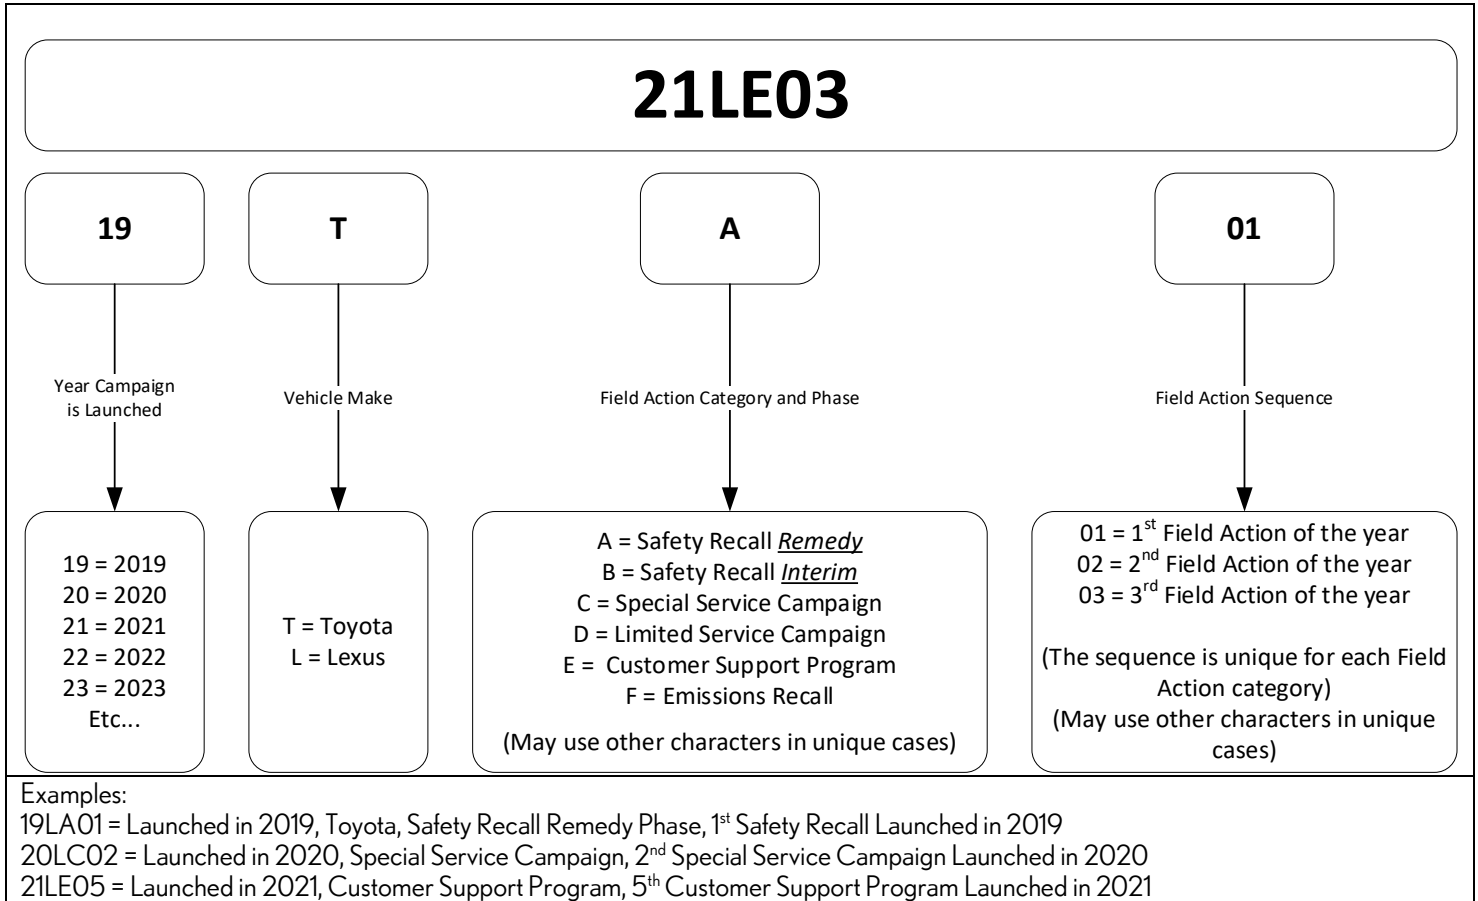 21LE03
19
T
A
01
Year Campaign
is Launched
Vehicle Make
Field Action Category and Phase
Field Action Sequence
19 = 2019
20 = 2020
21 = 2021
22 = 2022
23 = 2023
Etc...
T = Toyota
L = Lexus
A = Safety Recall Remedy
B = Safety Recall Interim
C = Special Service Campaign
D = Limited Service Campaign
E =  Customer Support Program
F = Emissions Recall
(May use other characters in unique cases)
01 = 1st Field Action of the year
02 = 2nd Field Action of the year
03 = 3rd Field Action of the year
(The sequence is unique for each Field
Action category)
(May use other characters in unique
cases)
Examples:
19LA01 = Launched in 2019, Toyota, Safety Recall Remedy Phase, 1st Safety Recall Launched in 2019
20LC02 = Launched in 2020, Special Service Campaign, 2nd Special Service Campaign Launched in 2020
21LE05 = Launched in 2021, Customer Support Program, 5th Customer Support Program Launched in 2021